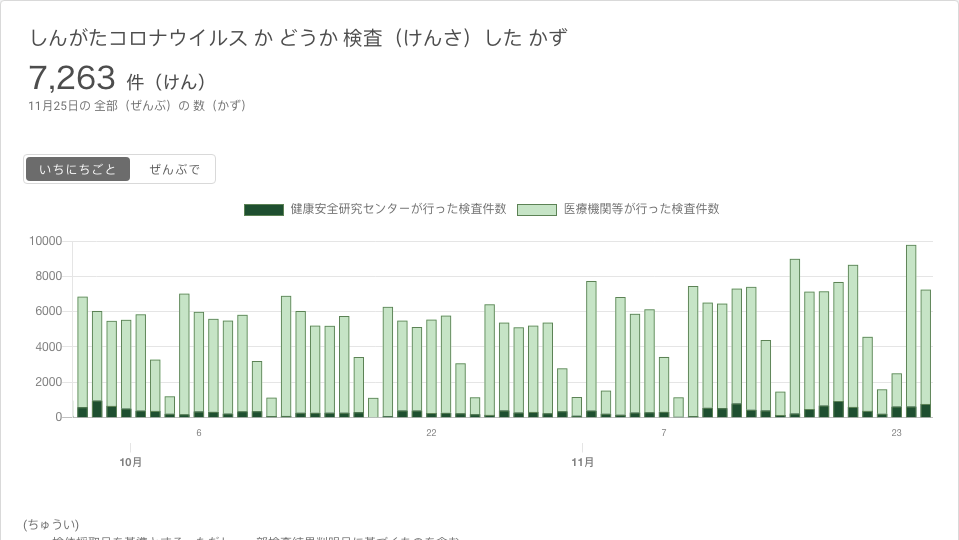 しんがたコロナウイルス か どうか 検査（けんさ）した かず
7,263 件（けん）
11月25日の 全部（ぜんぶ）の 数（かず）
いちにちごと ぜんぶで
健康安全研究センターが行った検査件数 医療機関等が行った検査件数
10000
8000
6000
4000
2000
0
6 22 7 23
10月 11月
(ちゅうい)